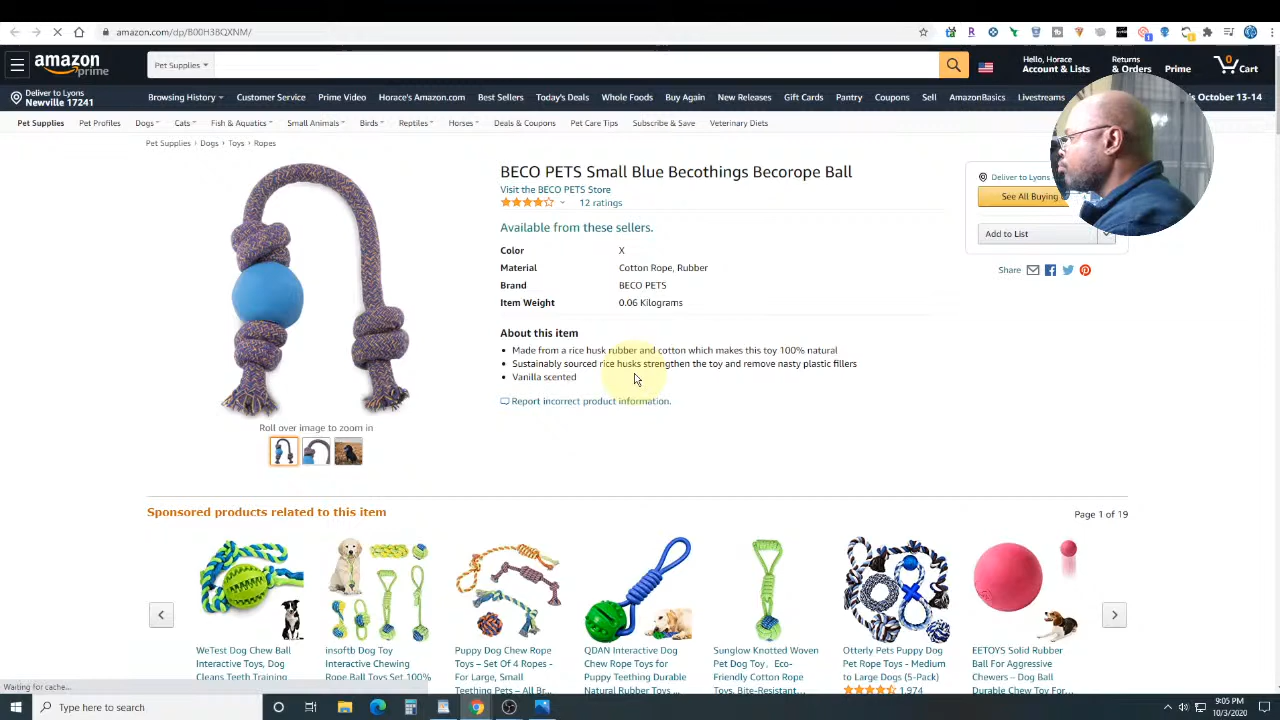 amazon.com/dp/B00H3BQXNM/
amazon
prime
Pet Supplies
Hello, Horace
Account & Lists
Returns
& Orders
Prime
0
Cart
Deliver to Lyons
Newville 17241
Browsing History
Customer Service
Prime Video
Horace's Amazon.com
Best Sellers
Today's Deals
Whole Foods
Buy Again
New Releases
Gift Cards
Pantry
Coupons
Sell
AmazonBasics
Livestreams
October 13-14
Pet Supplies
Pet Profiles
Dogs
Cats
Fish & Aquatics
Small Animals
Birds
Reptiles
Horses
Deals & Coupons
Pet Care Tips
Subscribe & Save
Veterinary Diets
Pet Supplies › Dogs › Toys › Ropes
BECO PETS Small Blue Becothings Becorope Ball
Visit the BECO PETS Store
12 ratings
Available from these sellers.
Color X
Material Cotton Rope, Rubber
Brand BECO PETS
Item Weight 0.06 Kilograms
About this item
• Made from a rice husk rubber and cotton which makes this toy 100% natural
• Sustainably sourced rice husks strengthen the toy and remove nasty plastic fillers
• Vanilla scented
Report incorrect product information.
Deliver to Lyons
See All Buying
Add to List
Share
Roll over image to zoom in
Sponsored products related to this item
Page 1 of 19
WeTest Dog Chew Ball
Interactive Toys, Dog
Cleans Teeth Training
insoftb Dog Toy
Interactive Chewing
Rope Ball Toys Set 100%
Puppy Dog Chew Rope
Toys – Set Of 4 Ropes -
For Large, Small
Teething Pets – All Br...
QDAN Interactive Dog
Chew Rope Toys for
Puppy Teething Durable
Natural Rubber Toys ...
Sunglow Knotted Woven
Pet Dog Toy, Eco-
Friendly Cotton Rope
Toys, Bite-Resistant...
Otterly Pets Puppy Dog
Pet Rope Toys - Medium
to Large Dogs (5-Pack)
1,974
EETOYS Solid Rubber
Ball For Aggressive
Chewers – Dog Ball
Durable Chew Toy For...
Waiting for cache...
Type here to search
9:05 PM
10/3/2020